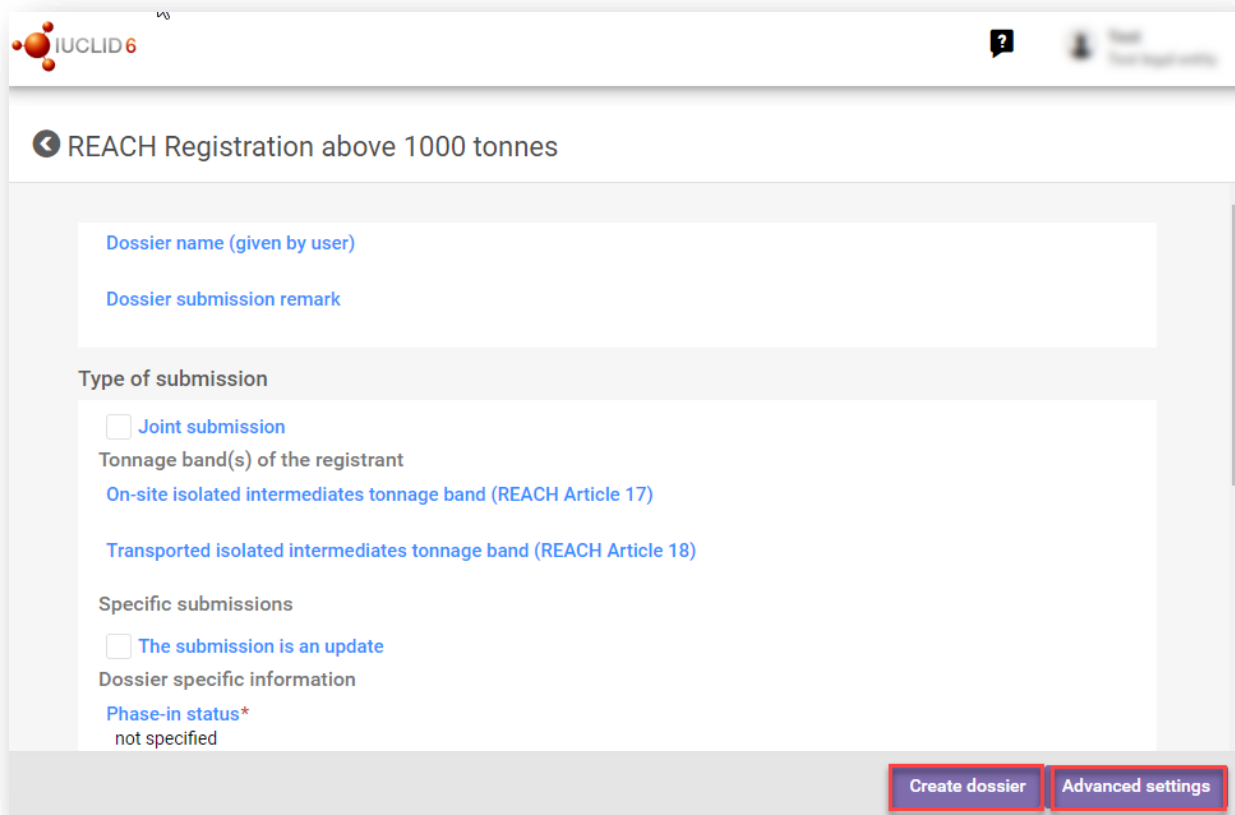 IUCLID 6
?
REACH Registration above 1000 tonnes
Dossier name (given by user)
Dossier submission remark
Type of submission
Joint submission
Tonnage band(s) of the registrant
On-site isolated intermediates tonnage band (REACH Article 17)
Transported isolated intermediates tonnage band (REACH Article 18)
Specific submissions
The submission is an update
Dossier specific information
Phase-in status*
not specified
Create dossier Advanced settings